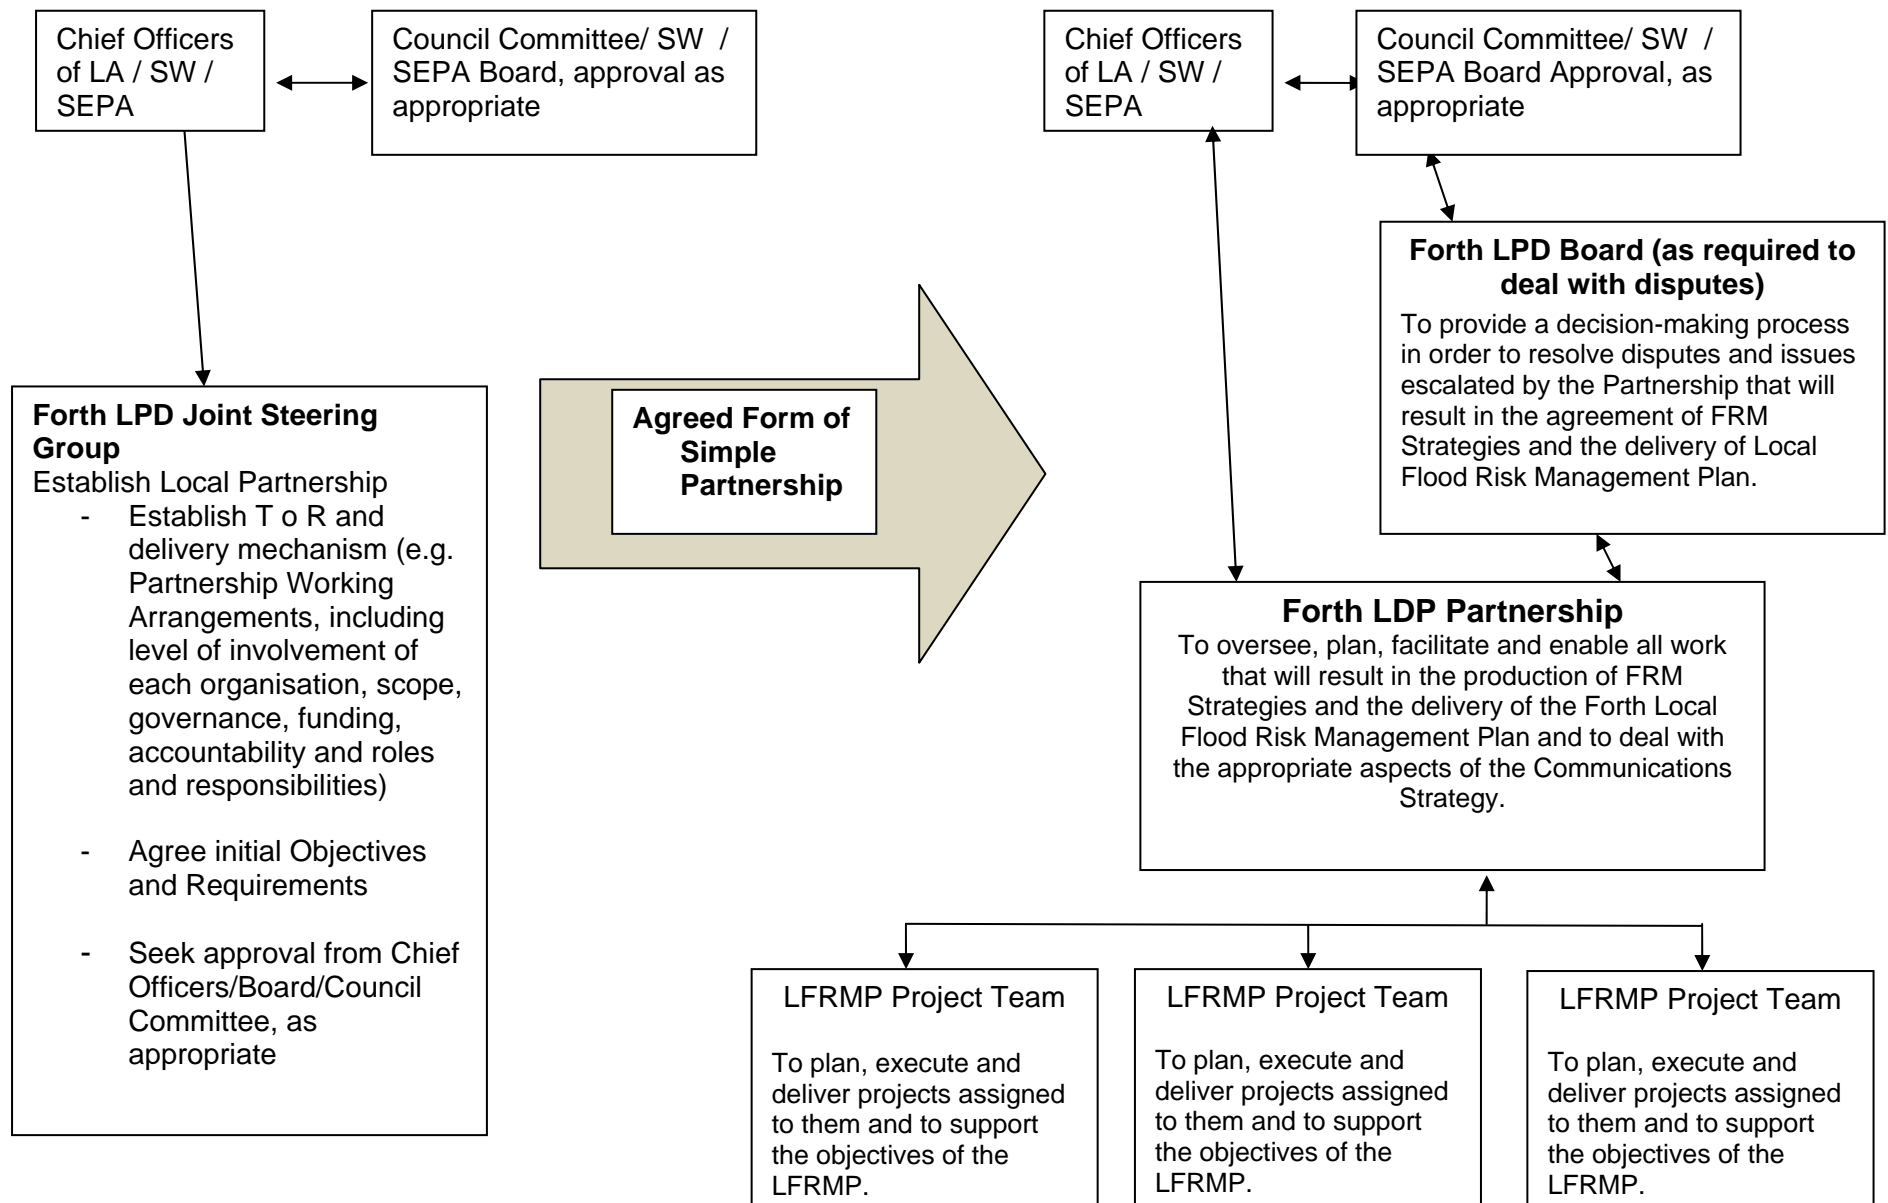 Chief Officers
of LA / SW /
SEPA
Council Committee/ SW  /
SEPA Board, approval as
appropriate
Forth LPD Joint Steering
Group
Establish Local Partnership
- Establish T o R and
delivery mechanism (e.g.
Partnership Working
Arrangements, including
level of involvement of
each organisation, scope,
governance, funding,
accountability and roles
and responsibilities)
- Agree initial Objectives
and Requirements
- Seek approval from Chief
Officers/Board/Council
Committee, as
appropriate
Agreed Form of
Simple
Partnership
Chief Officers
of LA / SW /
SEPA
Council Committee/ SW  /
SEPA Board Approval, as
appropriate
Forth LPD Board (as required to
deal with disputes)
To provide a decision-making process
in order to resolve disputes and issues
escalated by the Partnership that will
result in the agreement of FRM
Strategies and the delivery of Local
Flood Risk Management Plan.
Forth LDP Partnership
To oversee, plan, facilitate and enable all work
that will result in the production of FRM
Strategies and the delivery of the Forth Local
Flood Risk Management Plan and to deal with
the appropriate aspects of the Communications
Strategy.
LFRMP Project Team
To plan, execute and
deliver projects assigned
to them and to support
the objectives of the
LFRMP.
LFRMP Project Team
To plan, execute and
deliver projects assigned
to them and to support
the objectives of the
LFRMP.
LFRMP Project Team
To plan, execute and
deliver projects assigned
to them and to support
the objectives of the
LFRMP.